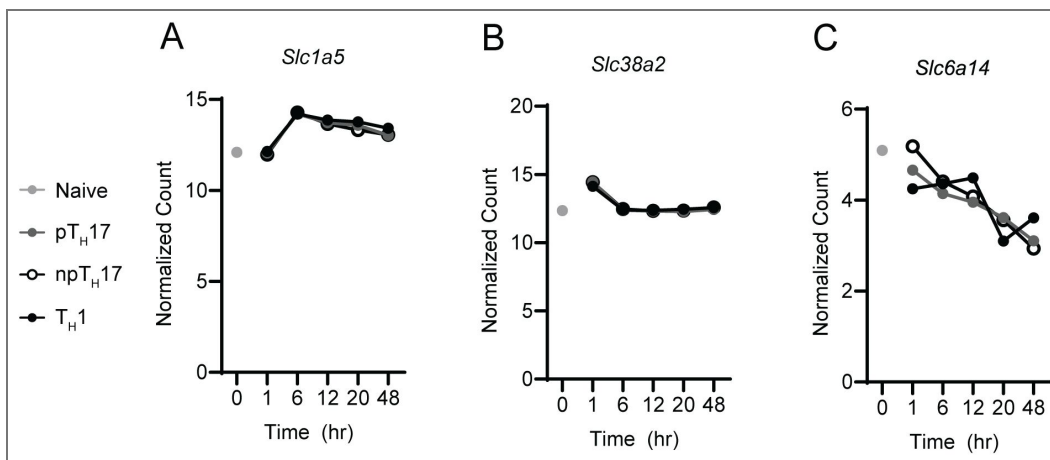 A
Slc1a5
Normalized Count
15
10
5
0
0 1 6 12 20 48
Time (hr)
B
Slc38a2
Normalized Count
20
15
10
5
0
0 1 6 12 20 48
Time (hr)
C
Slc6a14
Normalized Count
6
4
2
0
0 1 6 12 20 48
Time (hr)
Naive
pTH17
npTH17
TH1